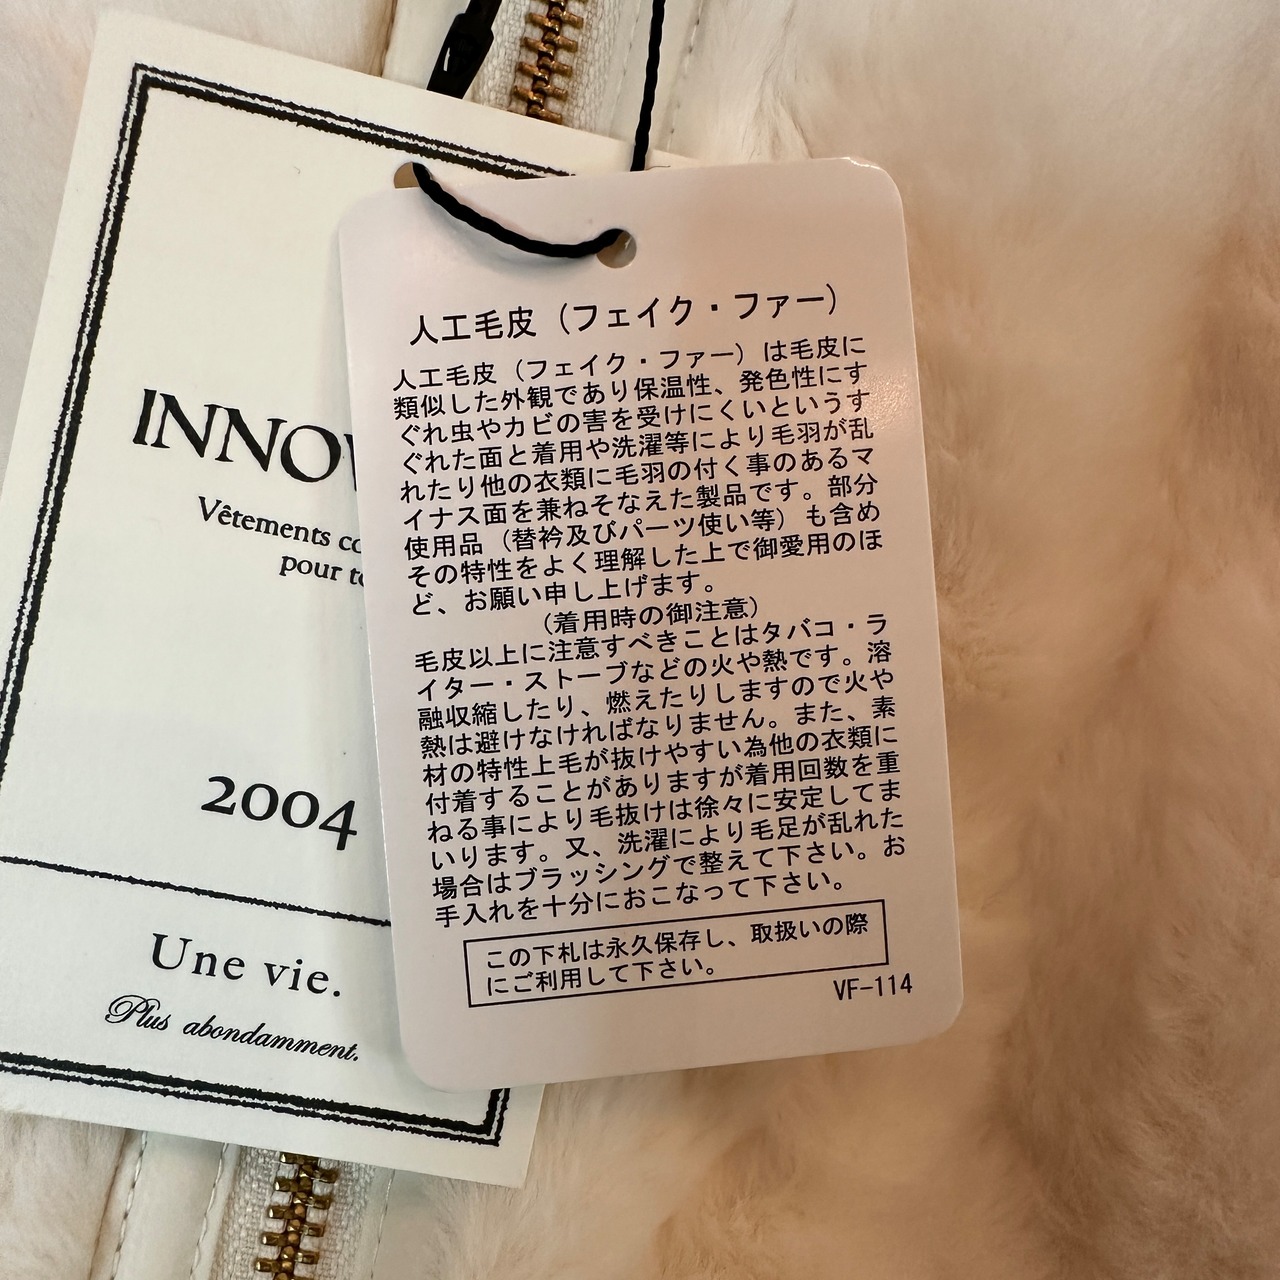 INNO
Vêtements
pour
2004
Une vie.
Plus abondamment.
人工毛皮（フェイク・ファー）
人工毛皮（フェイク・ファー）は毛皮に
類似した外観であり保温性、発色性にす
ぐれ虫やカビの害を受けにくいというす
ぐれた面と着用や洗濯等により毛羽が乱
れたり他の衣類に毛羽の付く事のあるマ
イナス面を兼ねそなえた製品です。部分
使用品（替衿及びパーツ使い等）も含め
その特性をよく理解した上で御愛用のほ
ど、お願い申し上げます。
（着用時の御注意）
毛皮以上に注意すべきことはタバコ・ラ
イター・ストーブなどの火や熱です。溶
融収縮したり、燃えたりしますので火や
熱は避けなければなりません。また、素
材の特性上毛が抜けやすい為他の衣類に
付着することがありますが着用回数を重
ねる事により毛抜けは徐々に安定してま
いります。又、洗濯により毛足が乱れた
場合はブラッシングで整えて下さい。お
手入れを十分におこなって下さい。
この下札は永久保存し、取扱いの際
にご利用して下さい。
VF-114